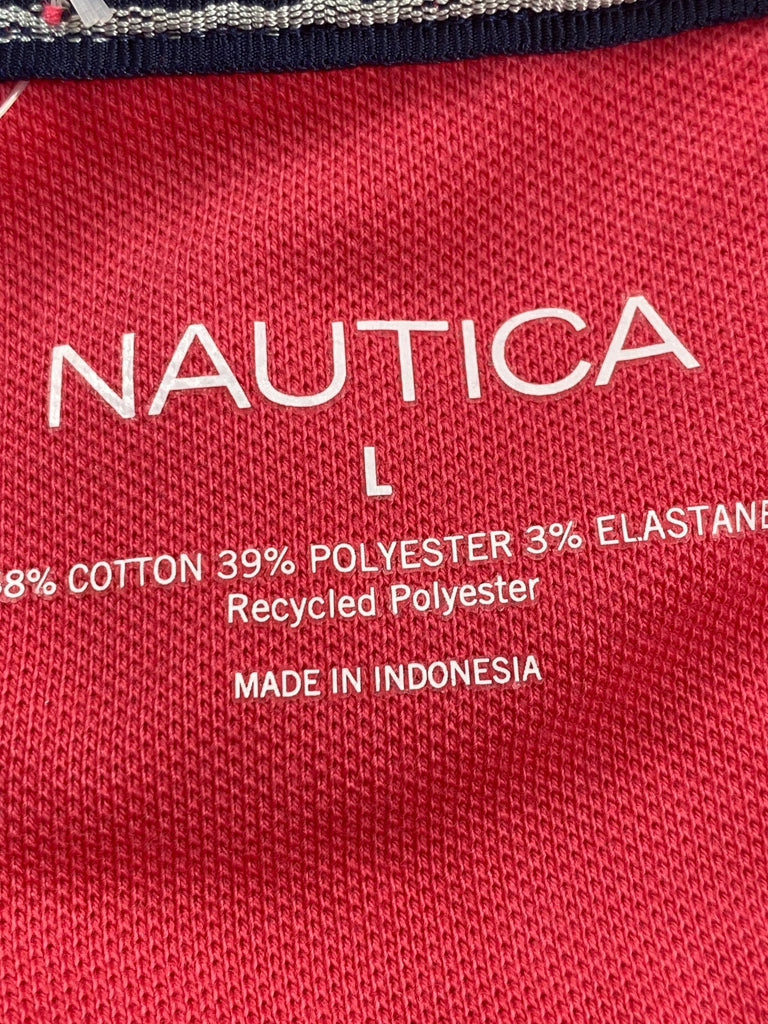 NAUTICA
L
8% COTTON 39% POLYESTER 3% ELASTANE
Recycled Polyester
MADE IN INDONESIA